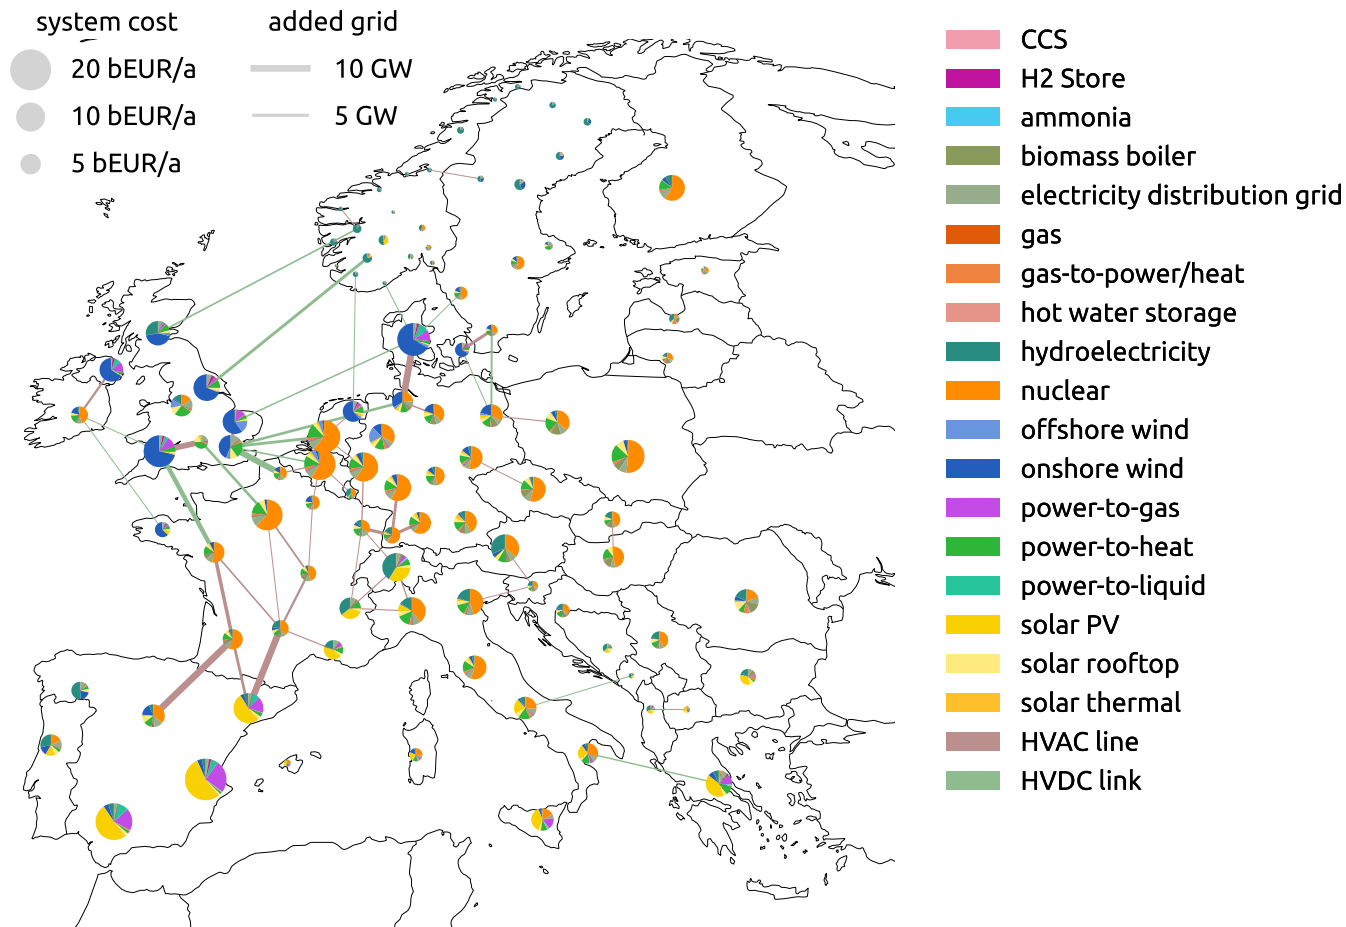 system cost
20 bEUR/a
10 bEUR/a
5 bEUR/a
added grid
10 GW
5 GW
CCS
H2 Store
ammonia
biomass boiler
electricity distribution grid
gas
gas-to-power/heat
hot water storage
hydroelectricity
nuclear
offshore wind
onshore wind
power-to-gas
power-to-heat
power-to-liquid
solar PV
solar rooftop
solar thermal
HVAC line
HVDC link